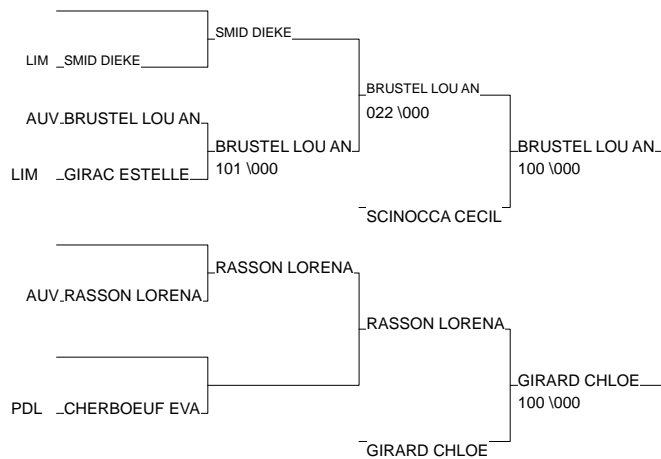 SMID DIEKE
LIM SMID DIEKE
BRUSTEL LOU AN
022 \000
AUV BRUSTEL LOU AN
BRUSTEL LOU AN
101 \000
BRUSTEL LOU AN
100 \000
LIM GIRAC ESTELLE
SCINOCCA CECIL
RASSON LORENA
AUV RASSON LORENA
RASSON LORENA
GIRARD CHLOE
100 \000
PDL CHERBOEUF EVA
GIRARD CHLOE